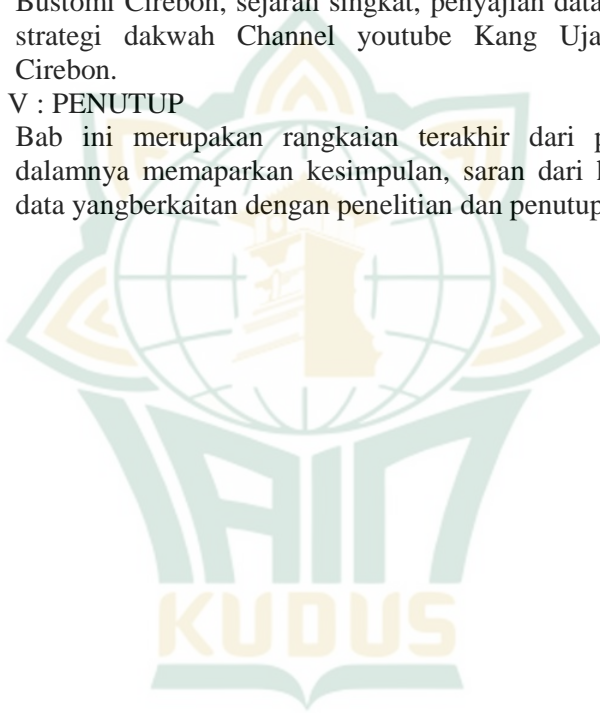 Bustomi Cirebon, sejarah singkat, penyajian data
strategi dakwah Channel youtube Kang Uja
Cirebon.
V : PENUTUP
Bab ini merupakan rangkaian terakhir dari p
dalamnya memaparkan kesimpulan, saran dari
data yangberkaitan dengan penelitian dan penutup
IAIN
KUDUS